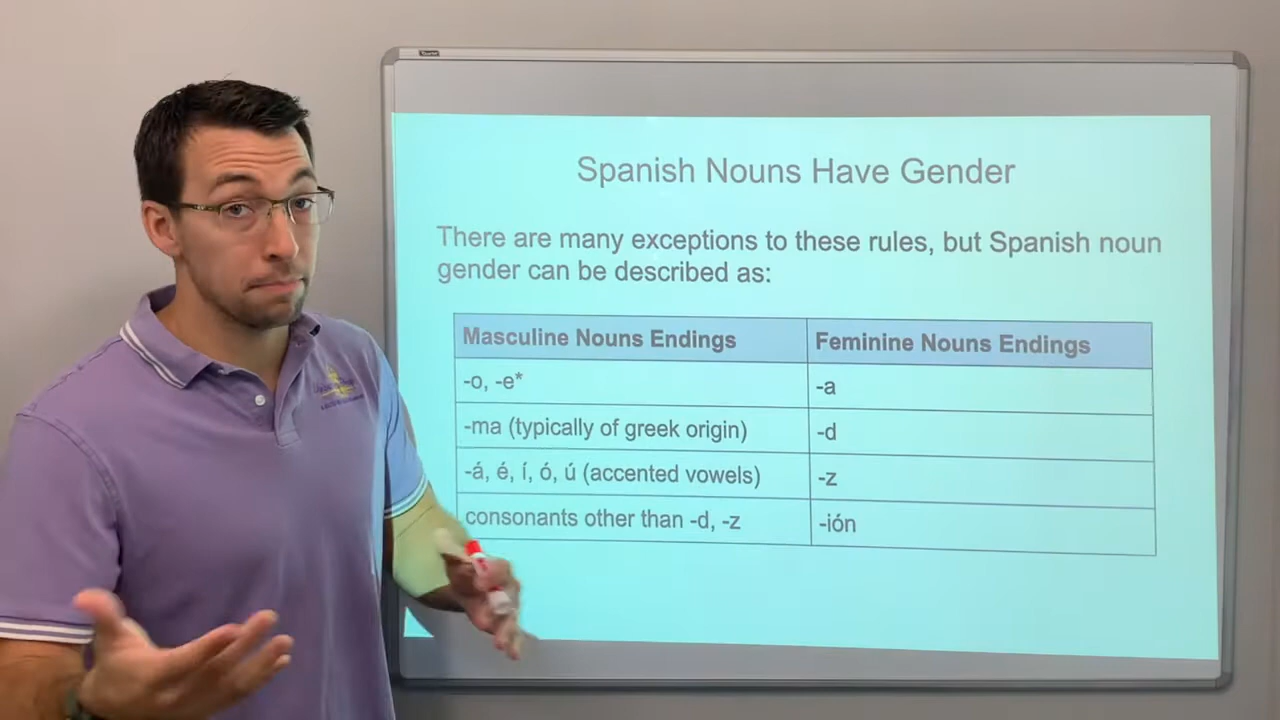 Spanish Nouns Have Gender
There are many exceptions to these rules, but Spanish noun
gender can be described as:
Masculine Nouns Endings
Feminine Nouns Endings
-o, -e*
-a
-ma (typically of greek origin)
-d
-á, é, í, ó, ú (accented vowels)
-z
consonants other than -d, -z
-ión